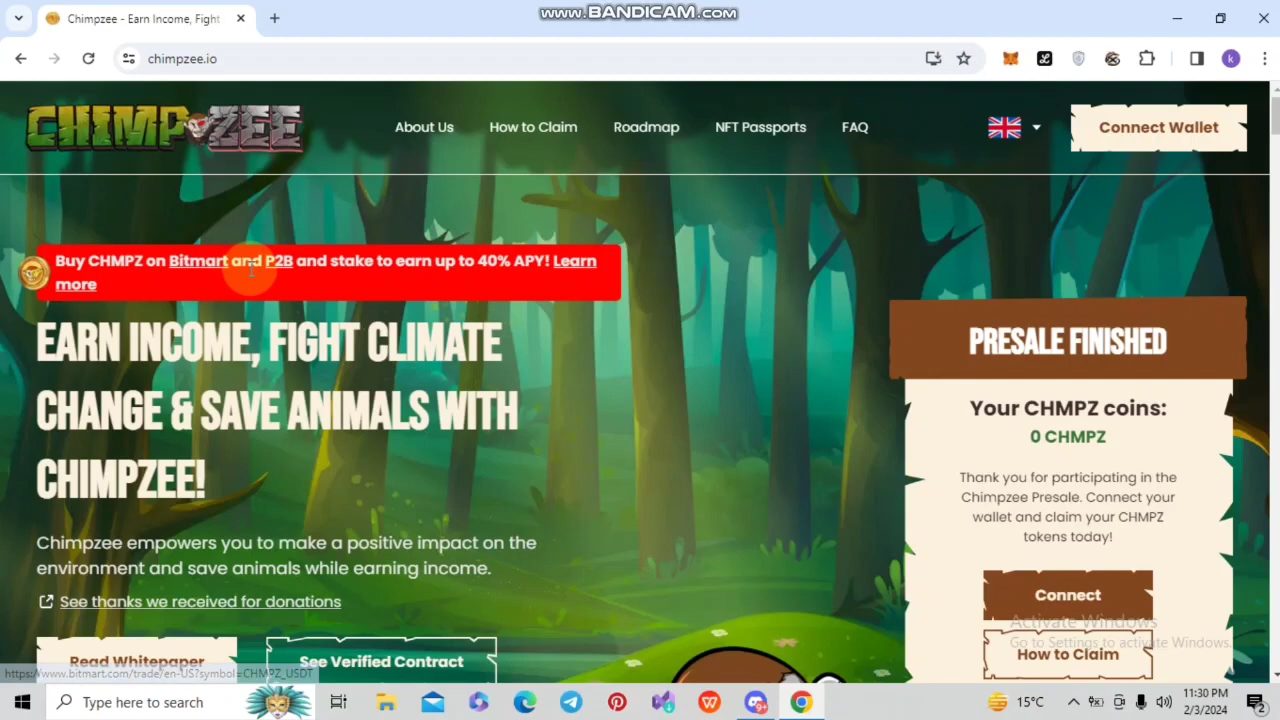 www.BANDICAM.com
Chimpzee - Earn Income, Fight
chimpzee.io
CHIMPZEE
About Us
How to Claim
Roadmap
NFT Passports
FAQ
Connect Wallet
Buy CHMPZ on Bitmart and P2B and stake to earn up to 40% APY! Learn
more
EARN INCOME, FIGHT CLIMATE
CHANGE & SAVE ANIMALS WITH
CHIMPZEE!
Chimpzee empowers you to make a positive impact on the
environment and save animals while earning income.
See thanks we received for donations
Read Whitepaper
See Verified Contract
PRESALE FINISHED
Your CHMPZ coins:
0 CHMPZ
Thank you for participating in the
Chimpzee Presale. Connect your
wallet and claim your CHMPZ
tokens today!
Connect
How to Claim
Activate Windows
Go to Settings to activate Windows.
https://www.bitmart.com/trade/en-US?symbol=CHMPZ_USDT
Type here to search
15°C
11:30 PM
2/3/2024